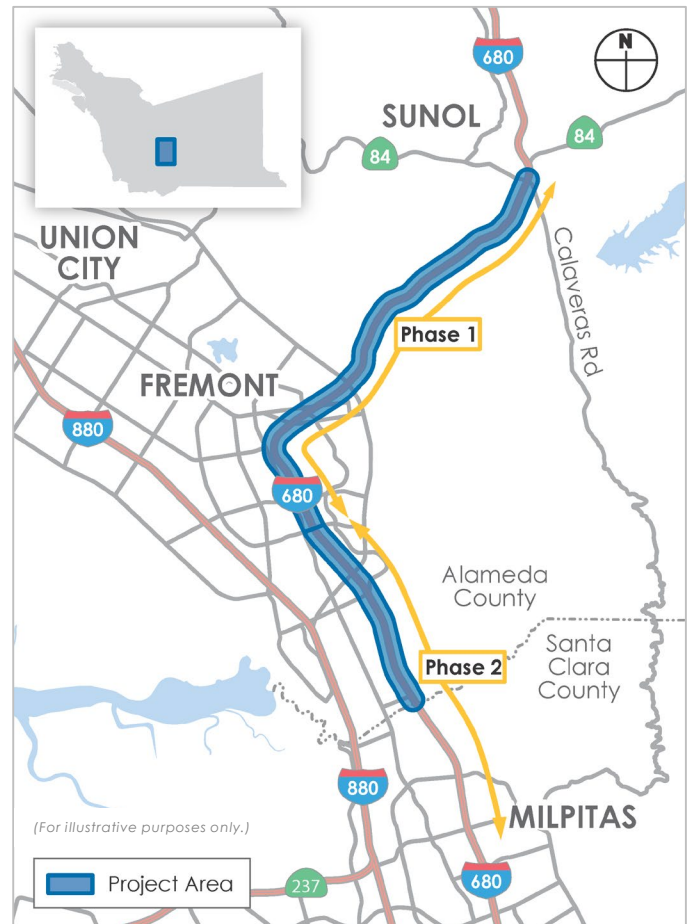 680
N
SUNOL
84
84
UNION
CITY
Calaveras Rd
Phase 1
FREMONT
880
680
Alameda
County
Santa
Clara
County
Phase 2
880
MILPITAS
(For illustrative purposes only.)
Project Area
237
680